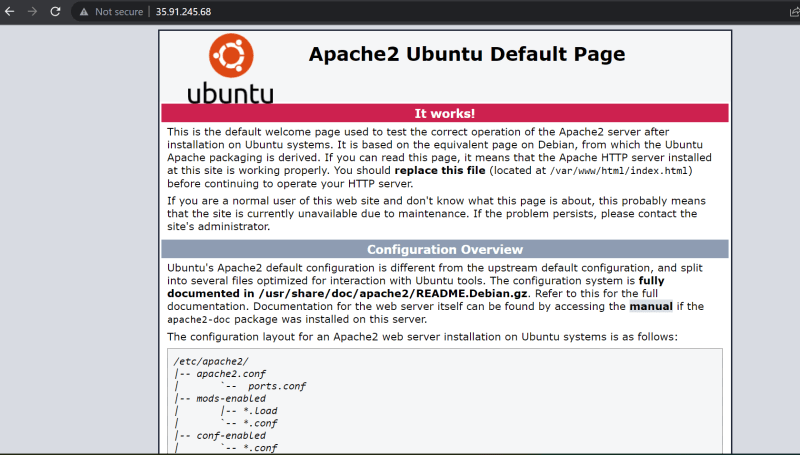 Not secure | 35.91.245.68
Apache2 Ubuntu Default Page
ubuntu
It works!
This is the default welcome page used to test the correct operation of the Apache2 server after
installation on Ubuntu systems. It is based on the equivalent page on Debian, from which the Ubuntu
Apache packaging is derived. If you can read this page, it means that the Apache HTTP server installed
at this site is working properly. You should replace this file (located at /var/www/html/index.html)
before continuing to operate your HTTP server.
If you are a normal user of this web site and don't know what this page is about, this probably means
that the site is currently unavailable due to maintenance. If the problem persists, please contact the
site's administrator.
Configuration Overview
Ubuntu's Apache2 default configuration is different from the upstream default configuration, and split
into several files optimized for interaction with Ubuntu tools. The configuration system is fully
documented in /usr/share/doc/apache2/README.Debian.gz. Refer to this for the full
documentation. Documentation for the web server itself can be found by accessing the manual if the
apache2-doc package was installed on this server.
The configuration layout for an Apache2 web server installation on Ubuntu systems is as follows:
/etc/apache2/
|-- apache2.conf
|       `--  ports.conf
|-- mods-enabled
|       |-- *.load
|       `-- *.conf
|-- conf-enabled
|       `-- *.conf